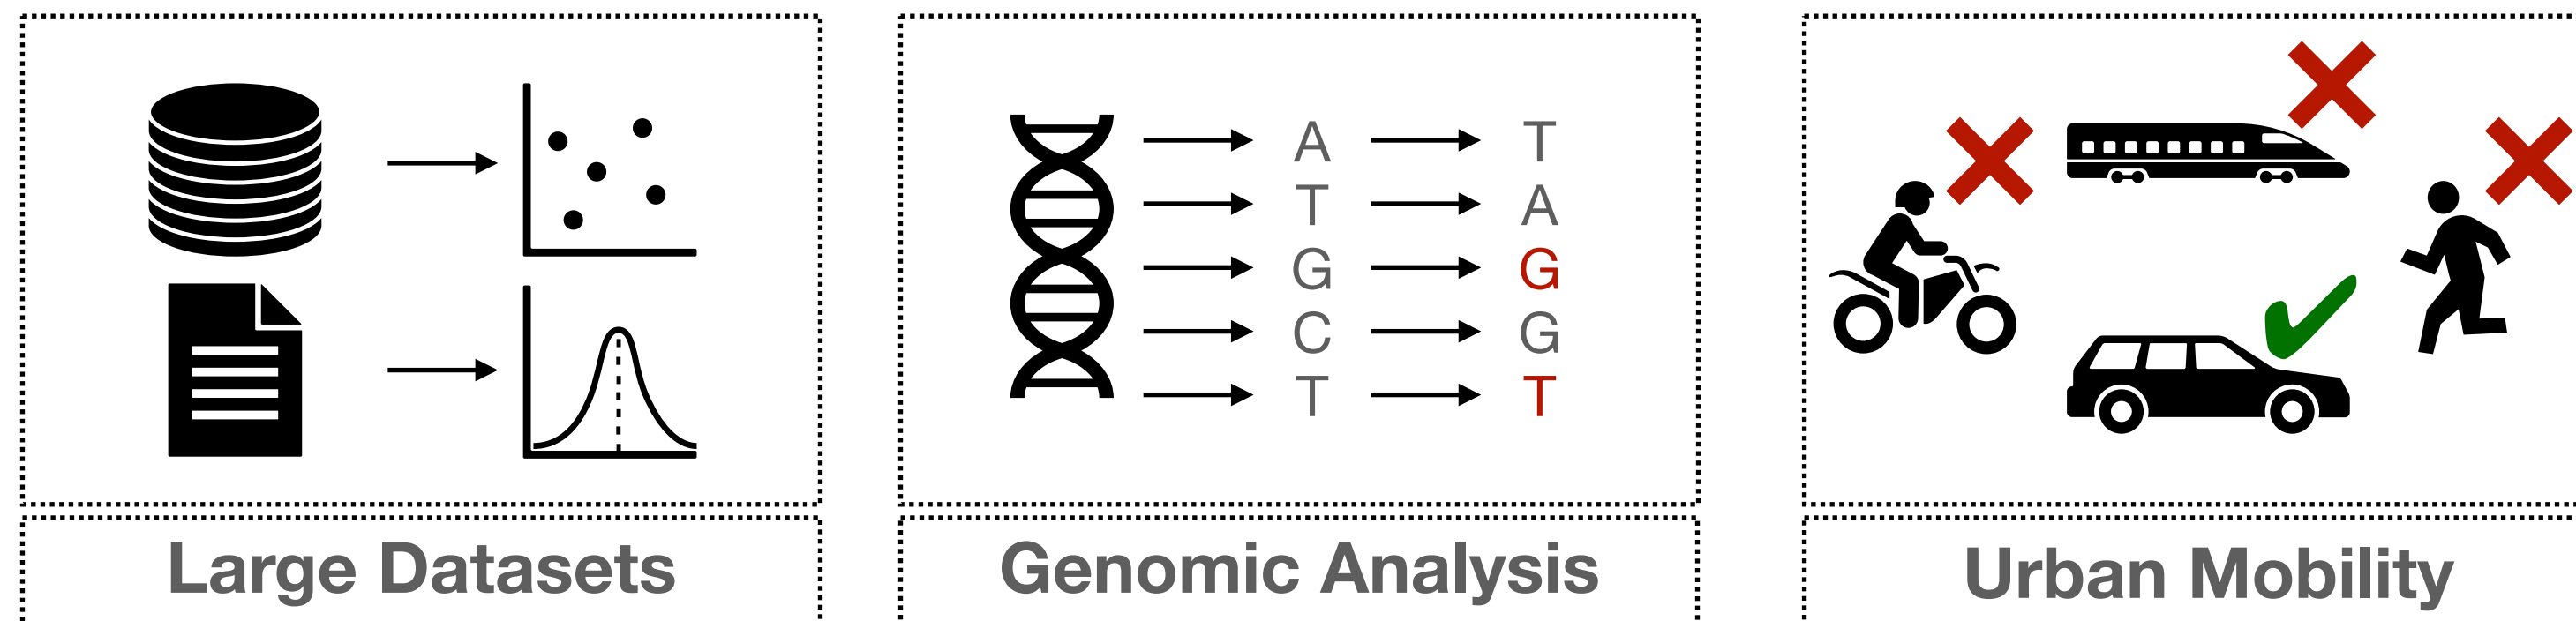 A T
T A
G G
C G
T T
Large Datasets
Genomic Analysis
Urban Mobility